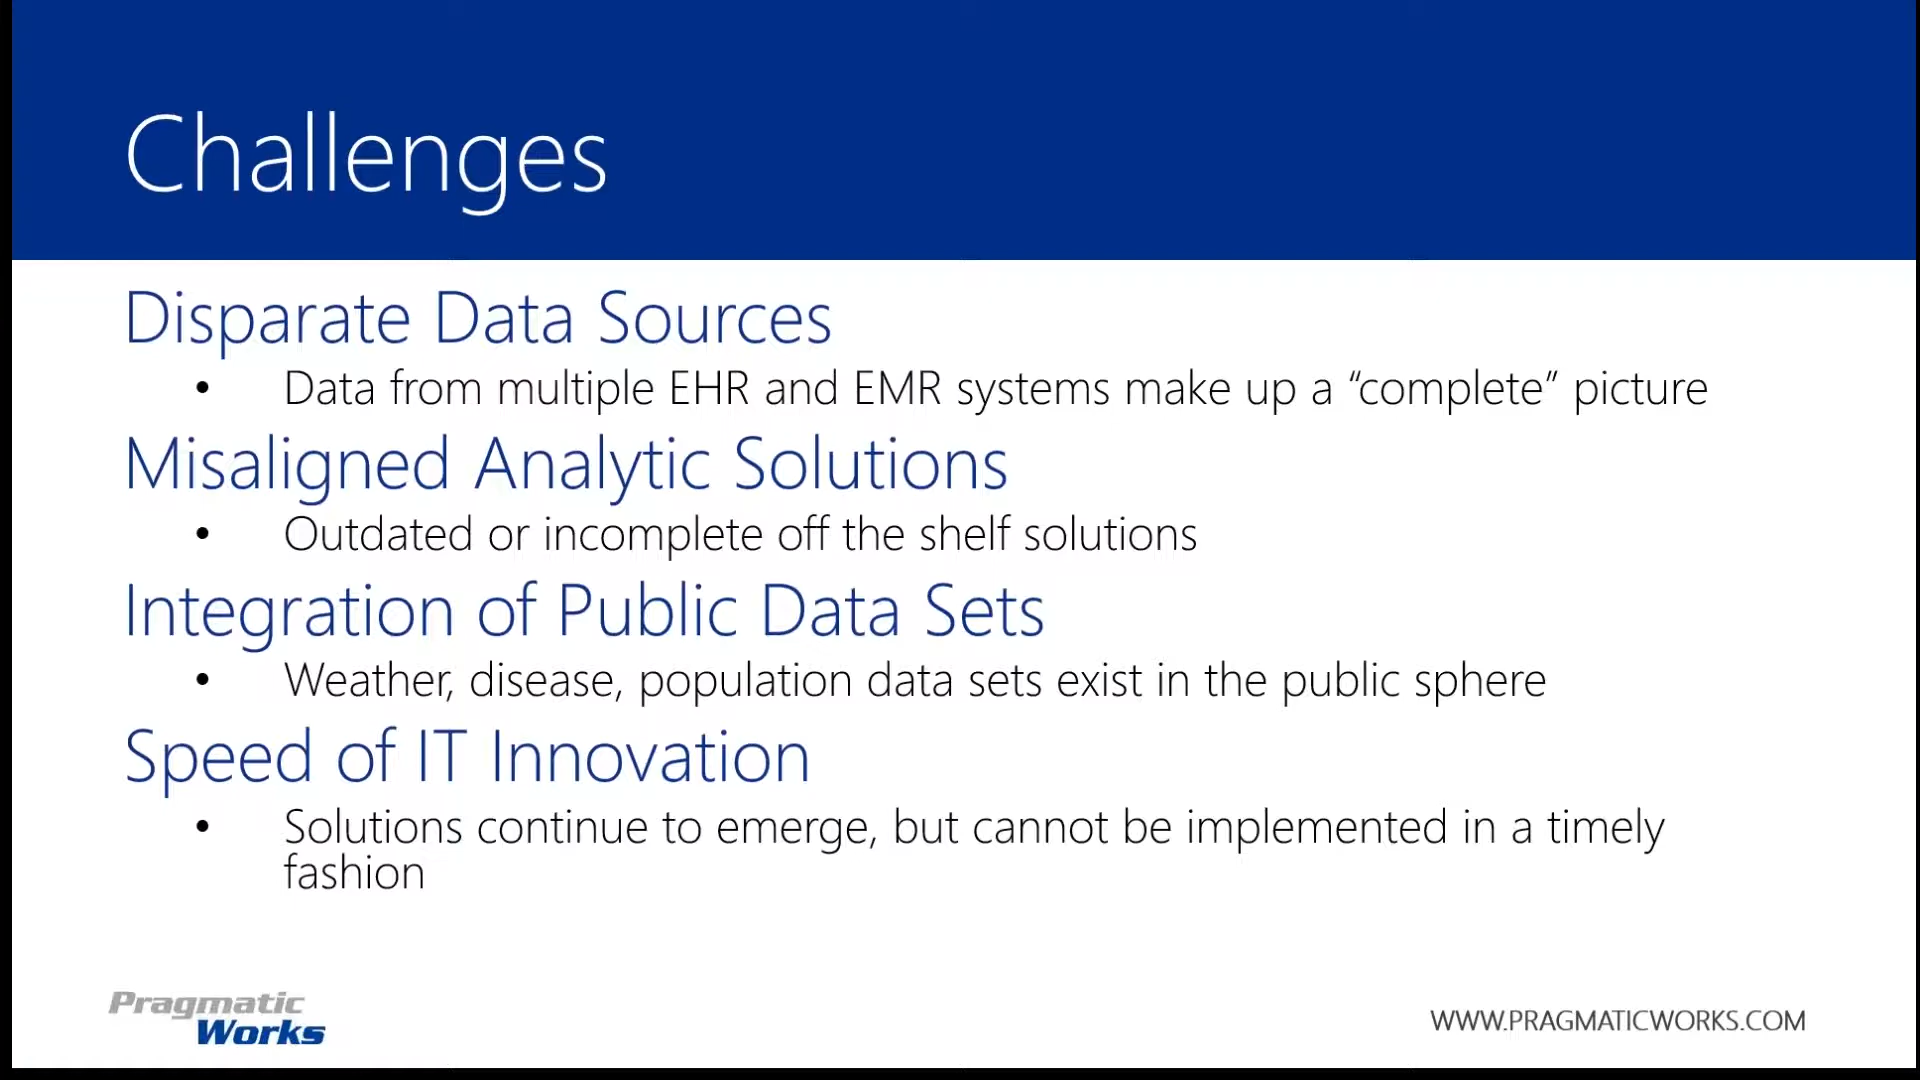 Challenges
Disparate Data Sources
• Data from multiple EHR and EMR systems make up a “complete” picture
Misaligned Analytic Solutions
• Outdated or incomplete off the shelf solutions
Integration of Public Data Sets
• Weather, disease, population data sets exist in the public sphere
Speed of IT Innovation
• Solutions continue to emerge, but cannot be implemented in a timely
fashion
Pragmatic
Works
WWW.PRAGMATICWORKS.COM